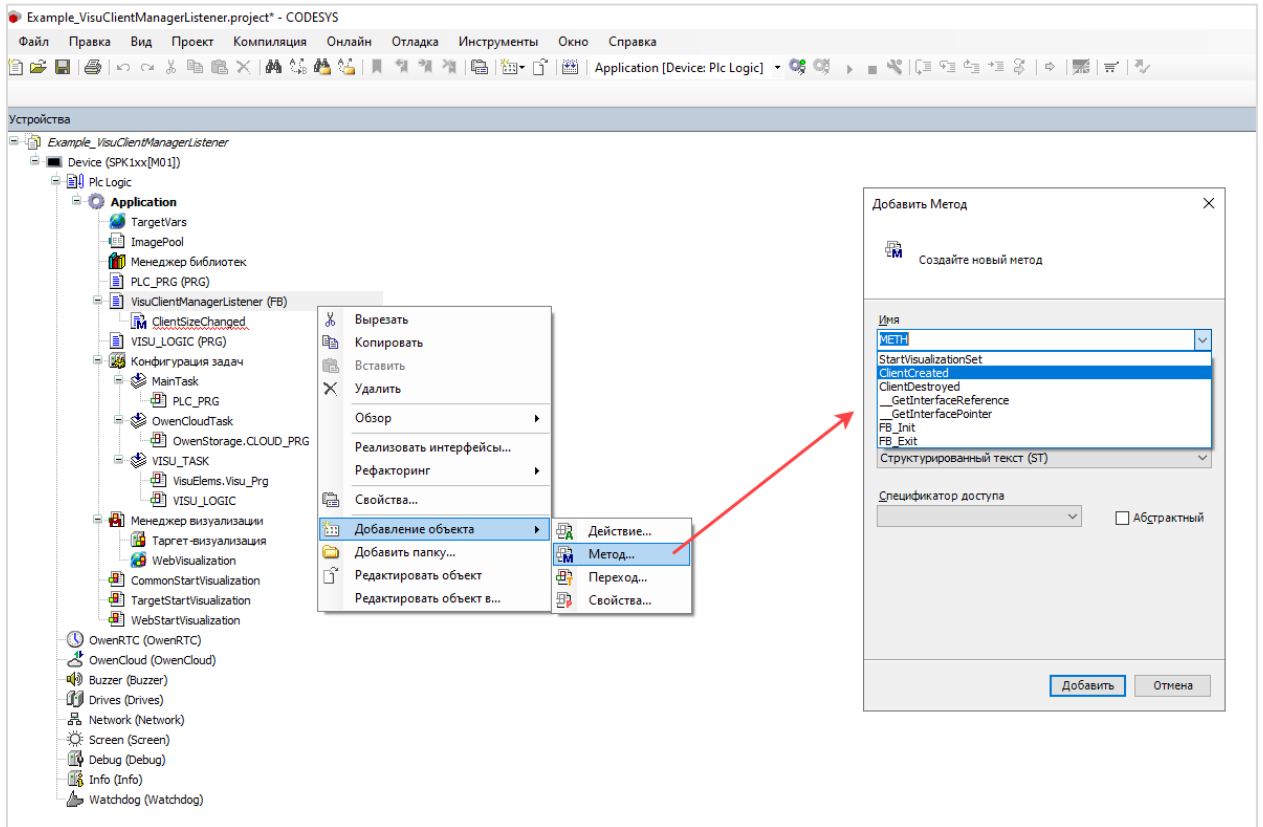 Example_VisuClientManagerListener.project* - CODESYS
Файл Правка Вид Проект Компиляция Онлайн Отладка Инструменты Окно Справка
Application [Device: Plc Logic]
Устройства
Example_VisuClientManagerListener
Device (SPK1xx[M01])
Plc Logic
Application
TargetVars
ImagePool
Менеджер библиотек
PLC_PRG (PRG)
VisuClientManagerListener (FB)
ClientSizeChanged
VISU_LOGIC (PRG)
Конфигурация задач
MainTask
PLC_PRG
OwenCloudTask
OwenStorage.CLOUD_PRG
VISU_TASK
VisuElems.Visu_Prg
VISU_LOGIC
Менеджер визуализации
Таргет-визуализация
WebVisualization
CommonStartVisualization
TargetStartVisualization
WebStartVisualization
OwenRTC (OwenRTC)
OwenCloud (OwenCloud)
Buzzer (Buzzer)
Drives (Drives)
Network (Network)
Screen (Screen)
Debug (Debug)
Info (Info)
Watchdog (Watchdog)
Вырезать
Копировать
Вставить
Удалить
Обзор
Реализовать интерфейсы...
Рефакторинг
Свойства...
Добавление объекта
Добавить папку...
Редактировать объект
Редактировать объект в...
Действие...
Метод...
Переход...
Свойства...
Добавить Метод
Создайте новый метод
Имя
METH
StartVisualizationSet
ClientCreated
ClientDestroyed
__GetInterfaceReference
__GetInterfacePointer
FB_Init
FB_Exit
Структурированный текст (ST)
Спецификатор доступа
Абстрактный
Добавить Отмена